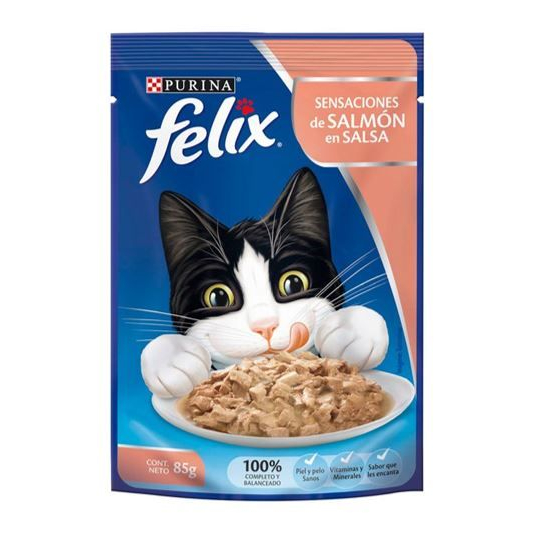 PURINA®
felix®
SENSACIONES
de SALMÓN
en SALSA
CONT.
NETO 85g
100%
COMPLETO Y
BALANCEADO
Piel y pelo
Sanos
Vitaminas y
Minerales
Sabor que
les encanta